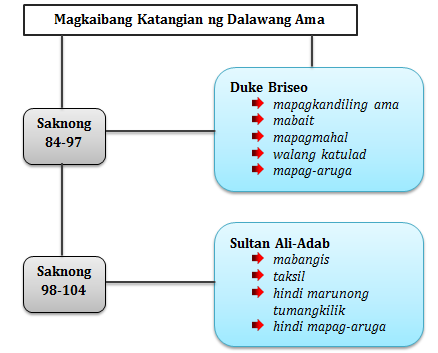 Magkaibang Katangian ng Dalawang Ama
Saknong
84-97
Duke Briseo
mapagkandiling ama
mabait
mapagmahal
walang katulad
mapag-aruga
Saknong
98-104
Sultan Ali-Adab
mabangis
taksil
hindi marunong
tumangkilik
hindi mapag-aruga